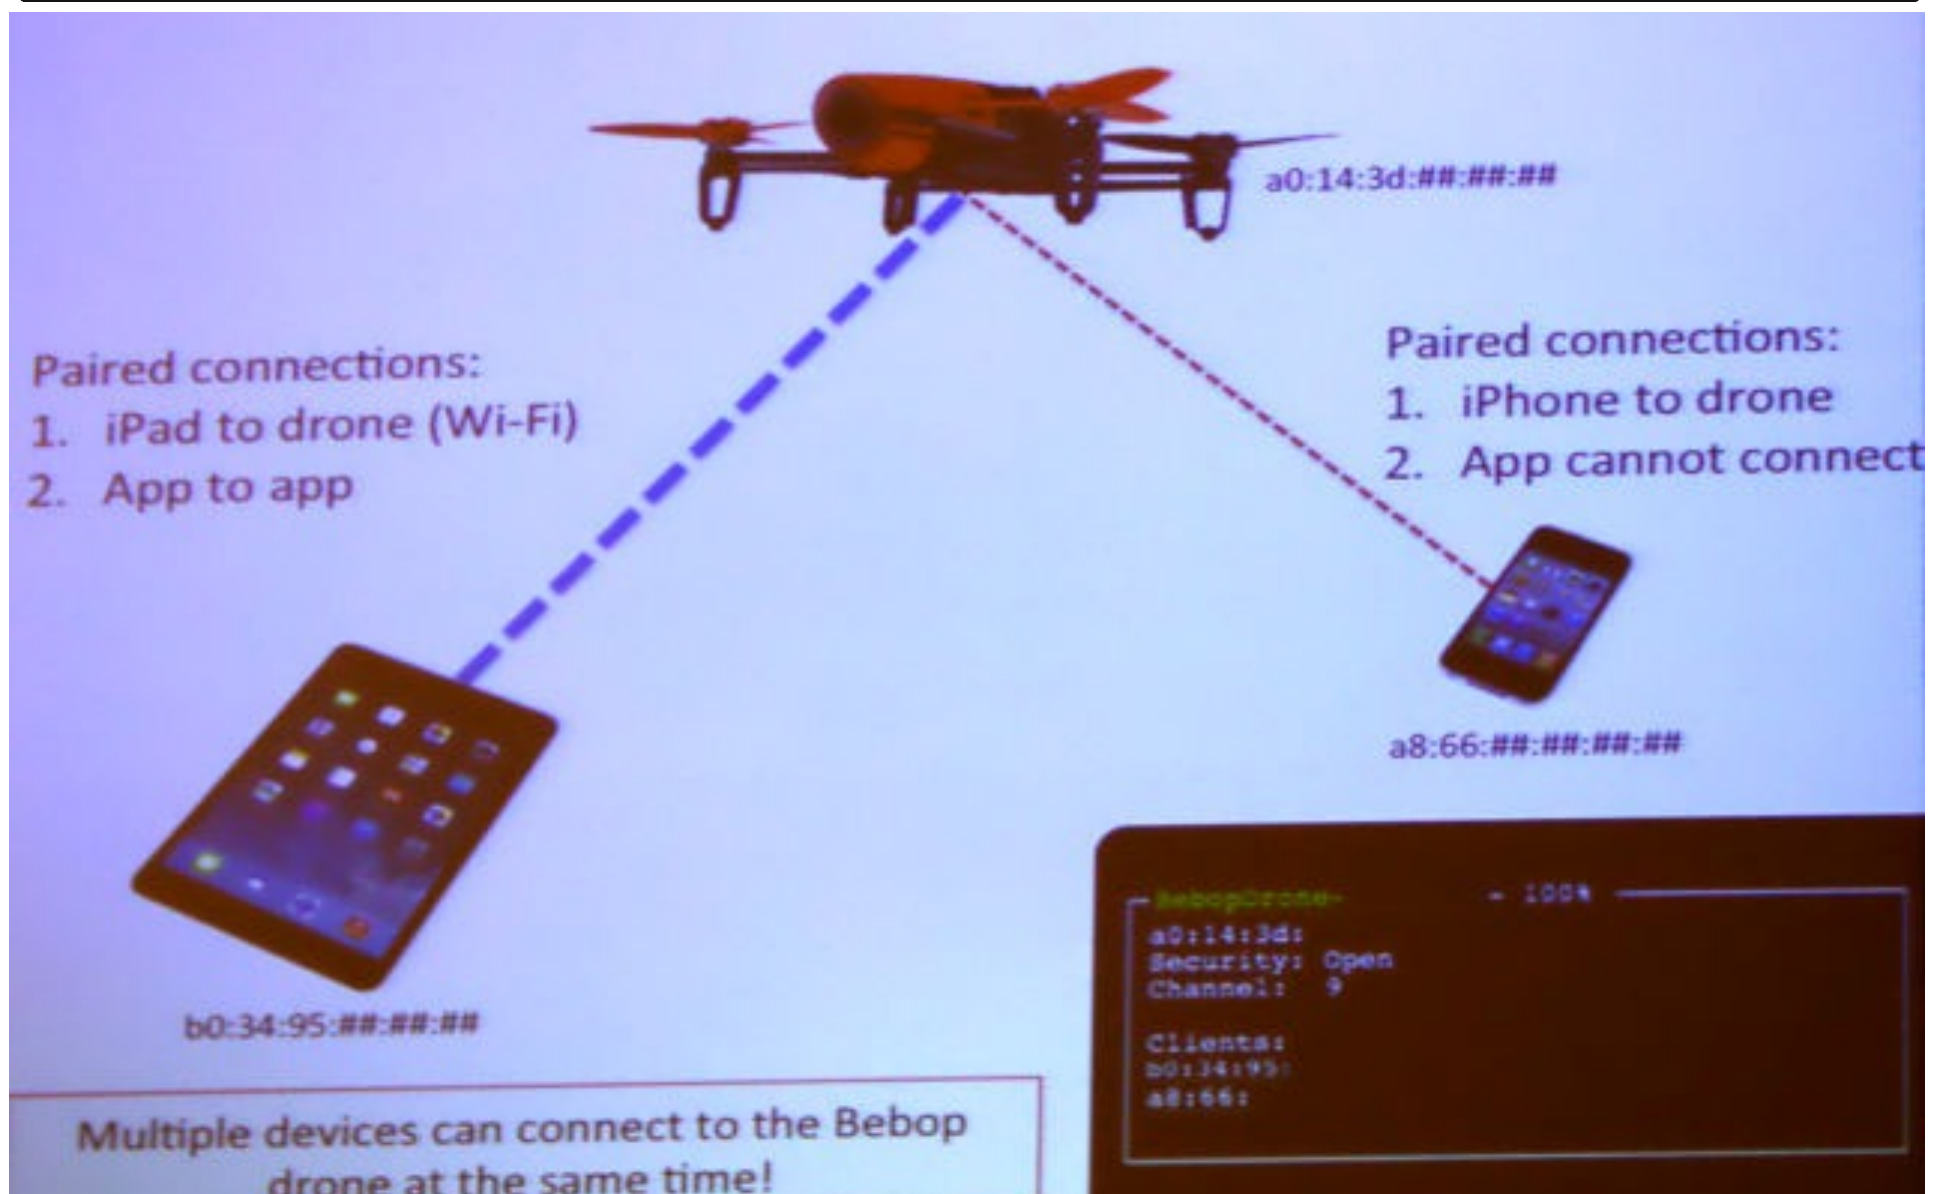 a0:14:3d:##:##:##
Paired connections:
1. iPad to drone (Wi-Fi)
2. App to app
Paired connections:
1. iPhone to drone
2. App cannot connect
a8:66:##:##:##:##
b0:34:95:##:##:##
BebopDrone- - 100%
a0:14:3d:
Security: Open
Channel: 9
Clients:
b0:34:95:
a8:66:
Multiple devices can connect to the Bebop
drone at the same time!